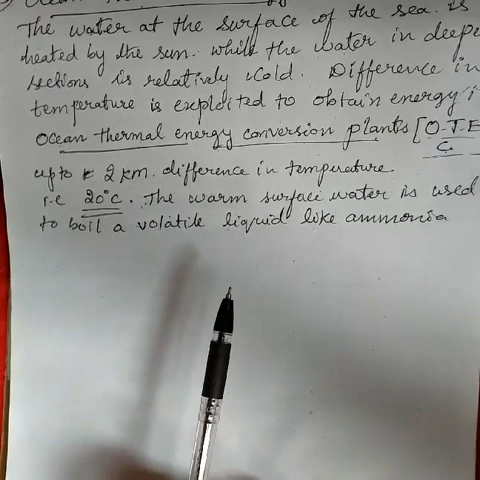 The water at the surface of the sea is
heated by the sun. while the water in deepe
sections is relatively cold. Difference in
temperature is exploited to obtain energy i
ocean thermal energy conversion plants [O.T.E
C.
upto 2 km. difference in temperature
i.e 20°C. The warm surface water is used
to boil a volatile liquid like ammonia